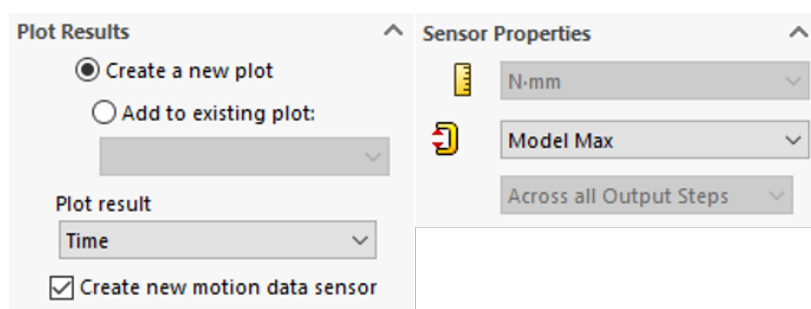 Plot Results
Create a new plot
Add to existing plot:
Plot result
Time
Create new motion data sensor
Sensor Properties
N·mm
Model Max
Across all Output Steps